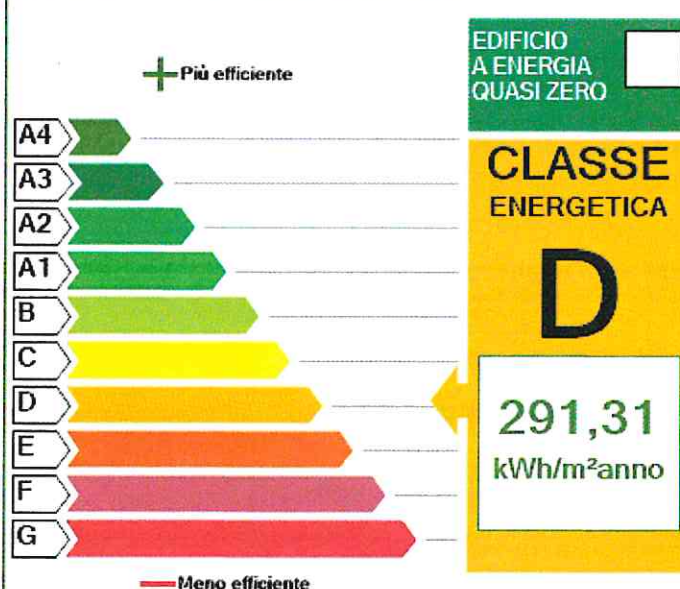 Più efficiente
EDIFICIO
A ENERGIA
QUASI ZERO
A4
A3
A2
A1
B
C
D
E
F
G
Meno efficiente
CLASSE
ENERGETICA
D
291,31
kWh/m²anno